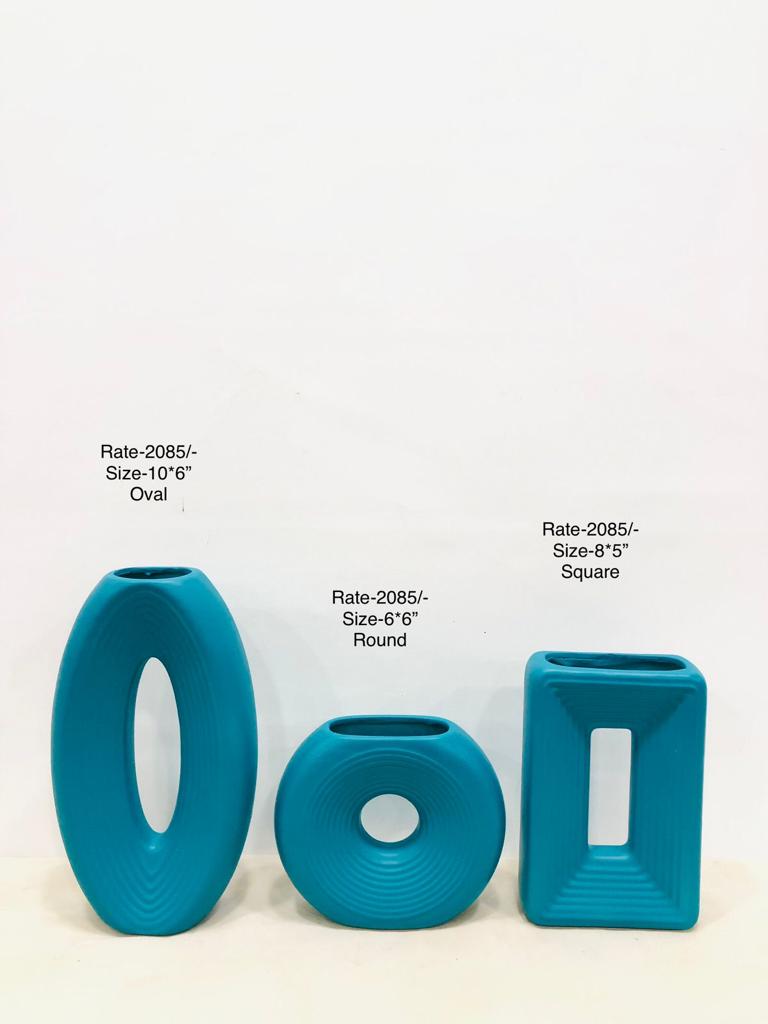 Rate-2085/-
Size-10*6”
Oval
Rate-2085/-
Size-6*6”
Round
Rate-2085/-
Size-8*5”
Square